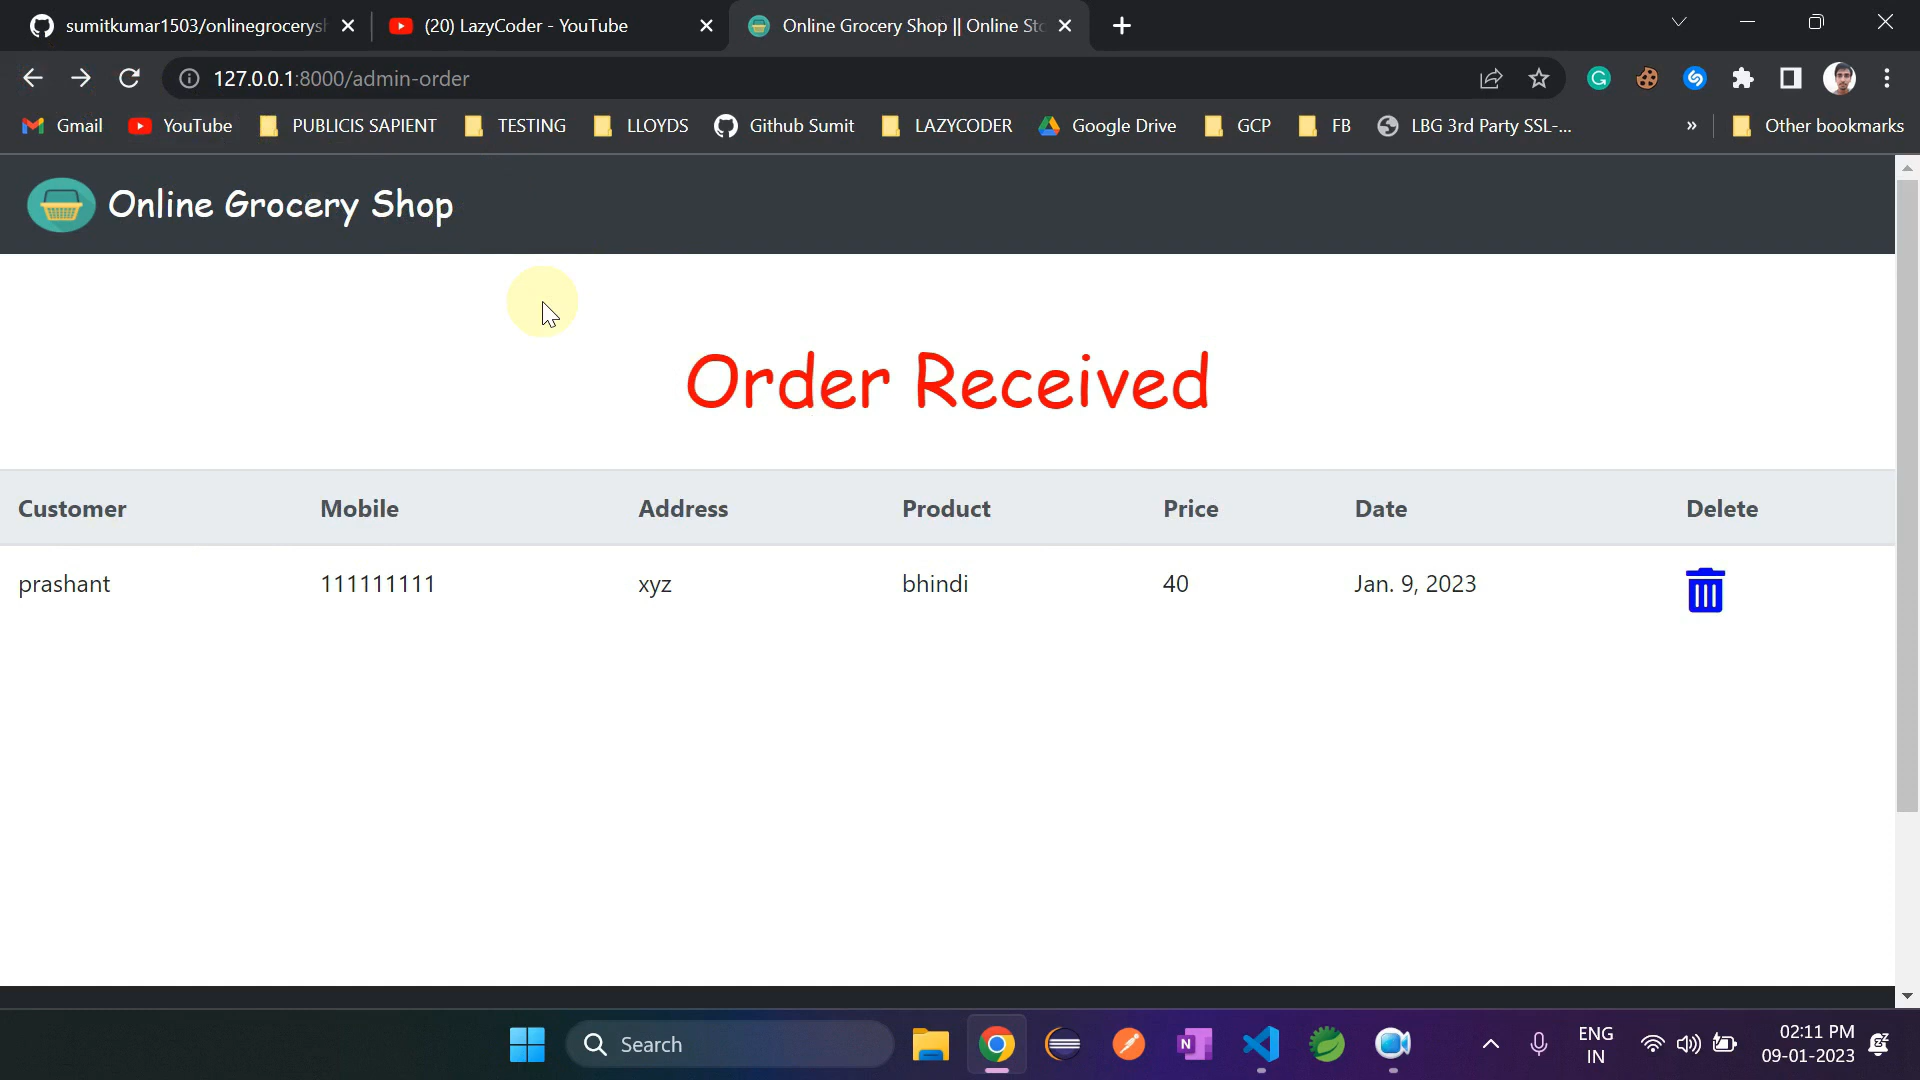 sumitkumar1503/onlinegrocerysh
(20) LazyCoder - YouTube
Online Grocery Shop || Online Sto
127.0.0.1:8000/admin-order
Gmail
YouTube
PUBLICIS SAPIENT
TESTING
LLOYDS
Github Sumit
LAZYCODER
Google Drive
GCP
FB
LBG 3rd Party SSL-...
»
Other bookmarks
Online Grocery Shop
Order Received
Customer Mobile Address Product Price Date Delete
prashant 111111111 xyz bhindi 40 Jan. 9, 2023
Search
ENG
IN
02:11 PM
09-01-2023